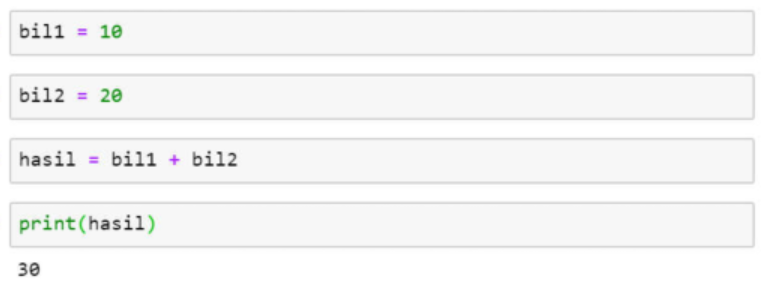 bil1 = 10
bil2 = 20
hasil = bil1 + bil2
print(hasil)
30